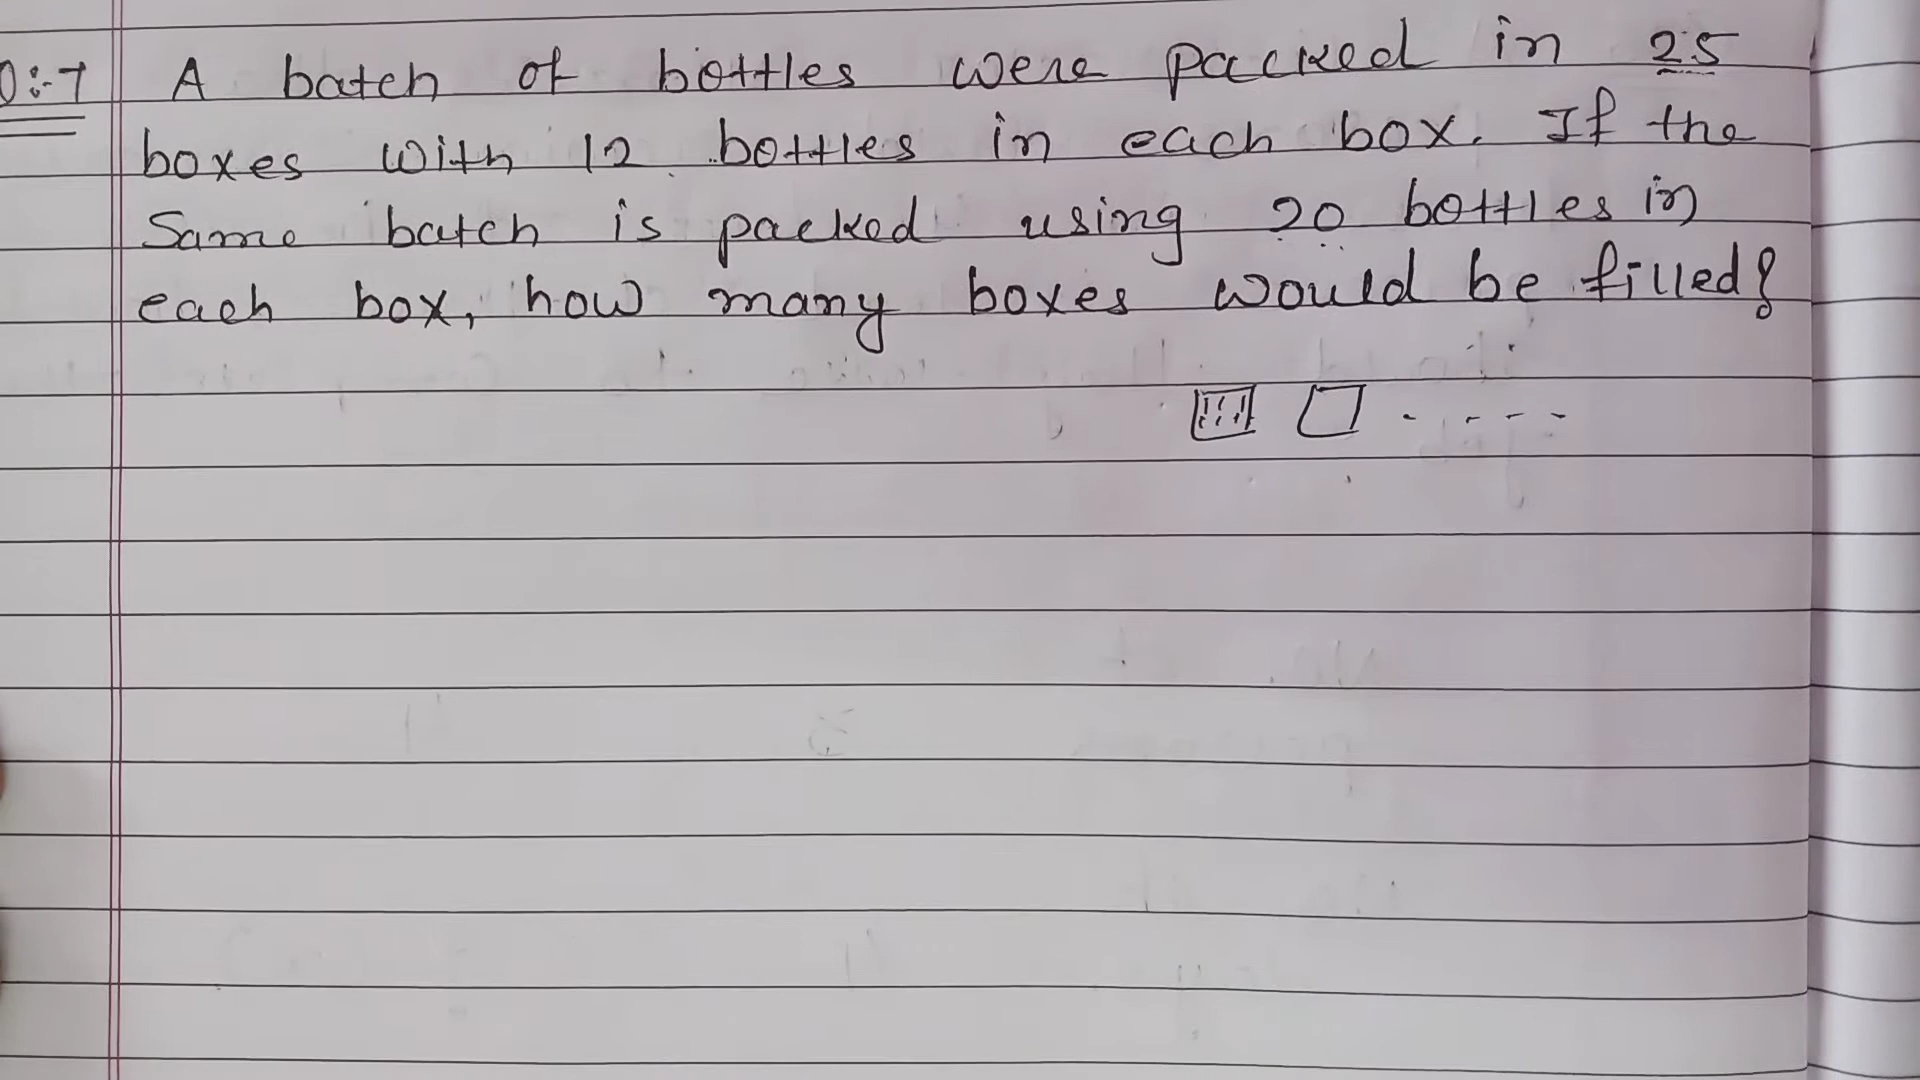 Q:-7 A batch of bottles were packed in 25
boxes with 12 bottles in each box. If the
Same batch is packed using 20 bottles in
each box, how many boxes would be filled?